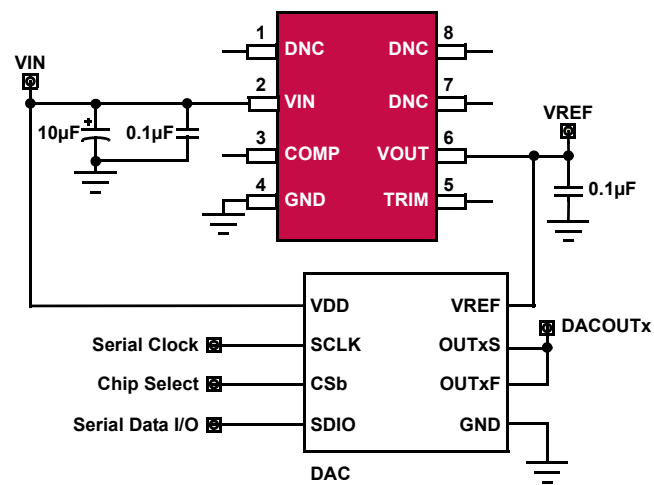 1 8
DNC DNC
VIN
2 7
VIN DNC
VREF
10µF + 0.1µF
3 6
COMP VOUT
4 5
GND TRIM
0.1µF
VDD VREF
DACOUTx
Serial Clock SCLK OUTxS
Chip Select CSb OUTxF
Serial Data I/O SDIO GND
DAC